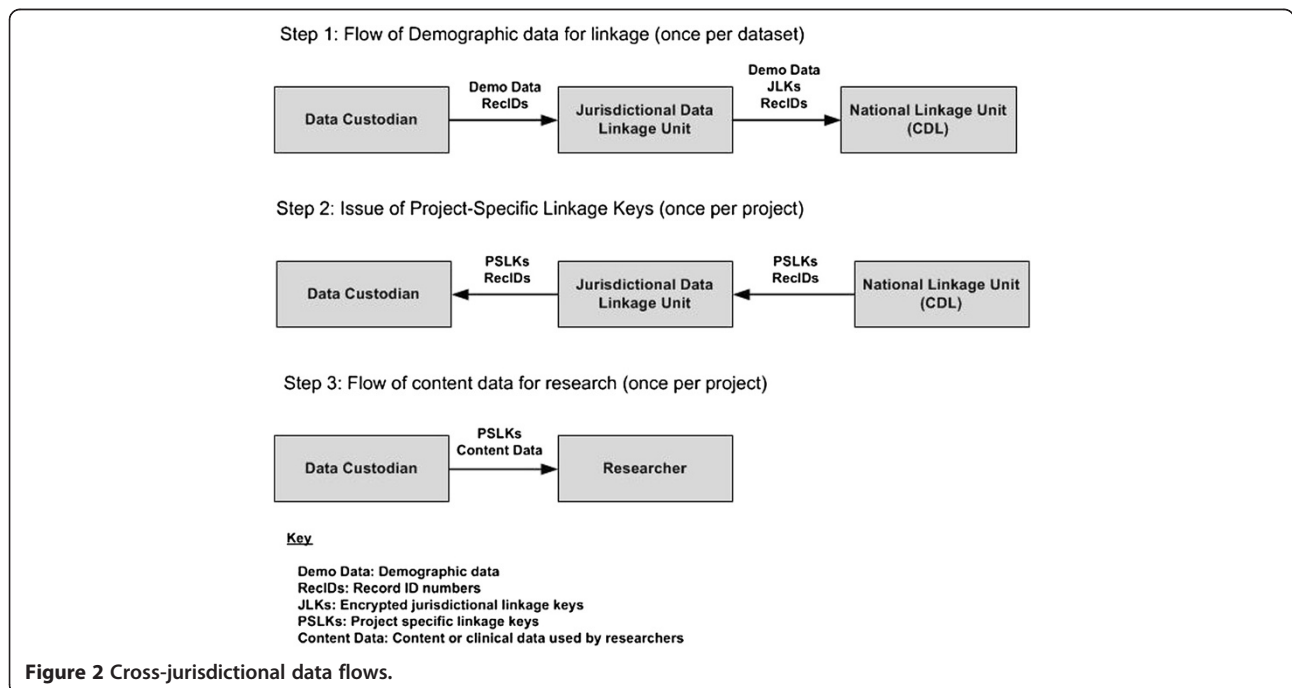 Step 1: Flow of Demographic data for linkage (once per dataset)
Demo Data
RecIDs
Demo Data
JLKs
RecIDs
Data Custodian
Jurisdictional Data
Linkage Unit
National Linkage Unit
(CDL)
Step 2: Issue of Project-Specific Linkage Keys (once per project)
PSLKs
RecIDs
PSLKs
RecIDs
Data Custodian
Jurisdictional Data
Linkage Unit
National Linkage Unit
(CDL)
Step 3: Flow of content data for research (once per project)
PSLKs
Content Data
Data Custodian
Researcher
Key
Demo Data: Demographic data
RecIDs: Record ID numbers
JLKs: Encrypted jurisdictional linkage keys
PSLKs: Project specific linkage keys
Content Data: Content or clinical data used by researchers
Figure 2 Cross-jurisdictional data flows.